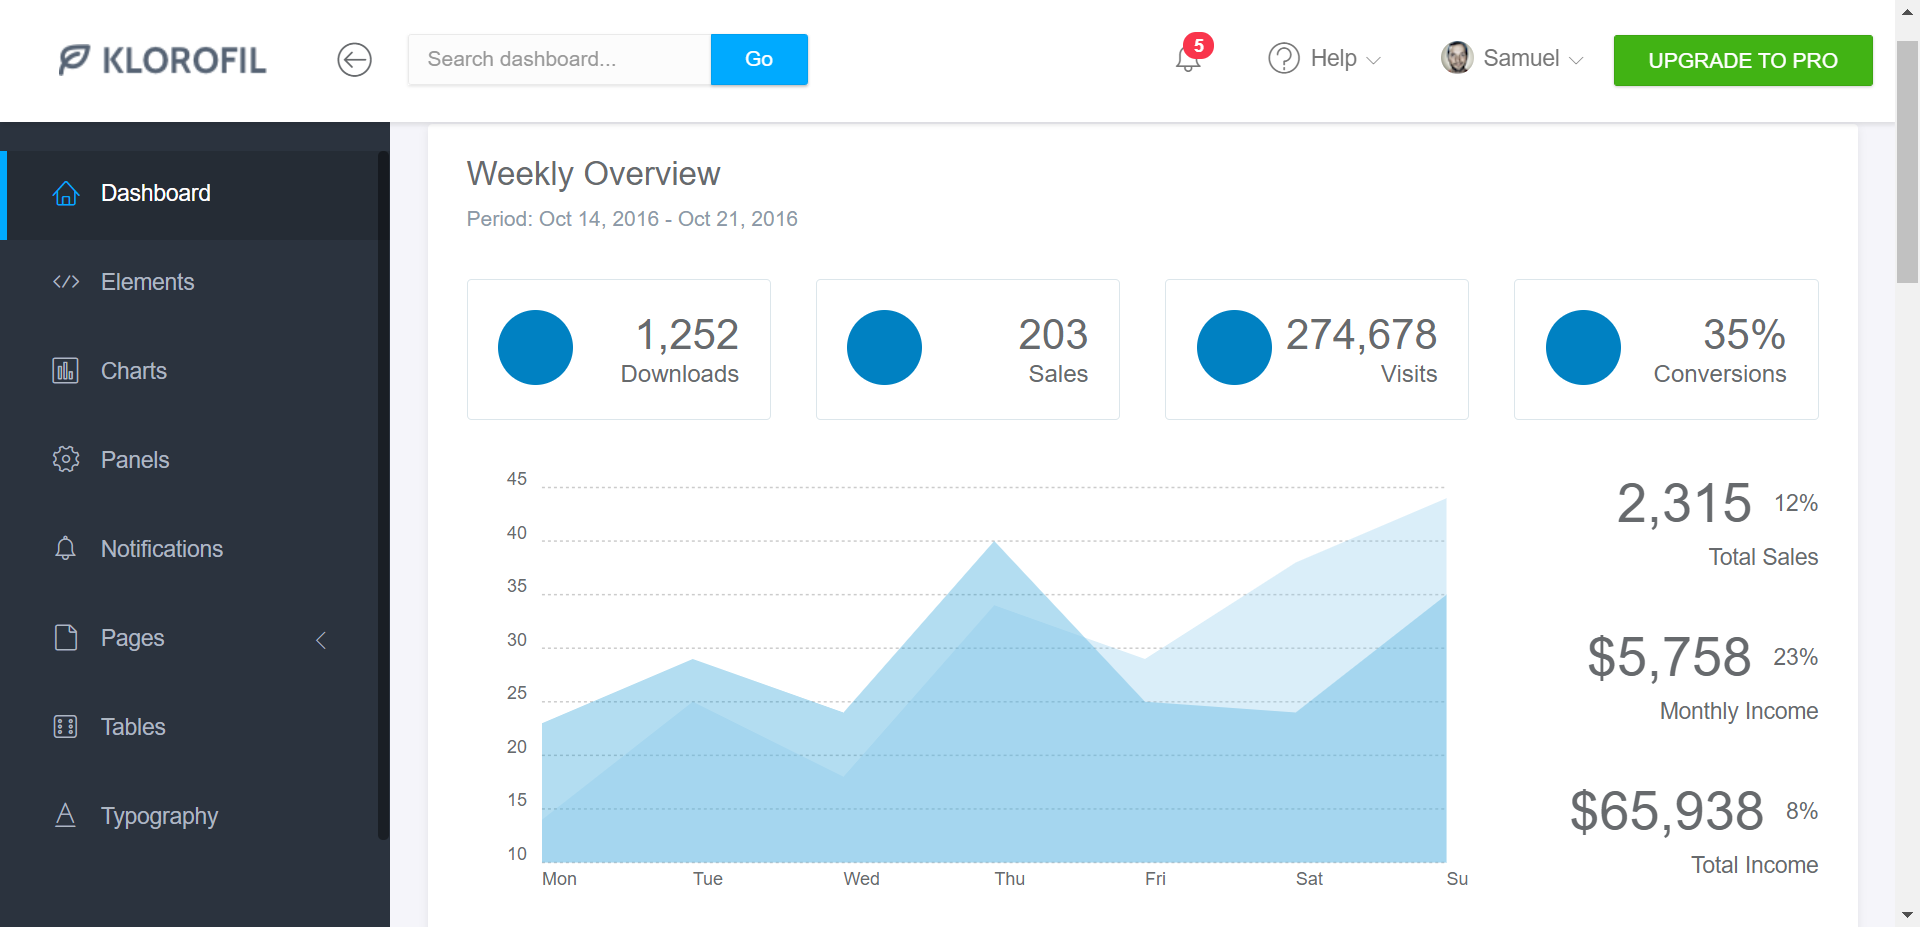 KLOROFIL
Search dashboard...
Go
5
Help
Samuel
UPGRADE TO PRO
Dashboard
Elements
Charts
Panels
Notifications
Pages
Tables
Typography
Weekly Overview
Period: Oct 14, 2016 - Oct 21, 2016
1,252
Downloads
203
Sales
274,678
Visits
35%
Conversions
45
40
35
30
25
20
15
10
Mon Tue Wed Thu Fri Sat Su
2,315 12%
Total Sales
$5,758 23%
Monthly Income
$65,938 8%
Total Income